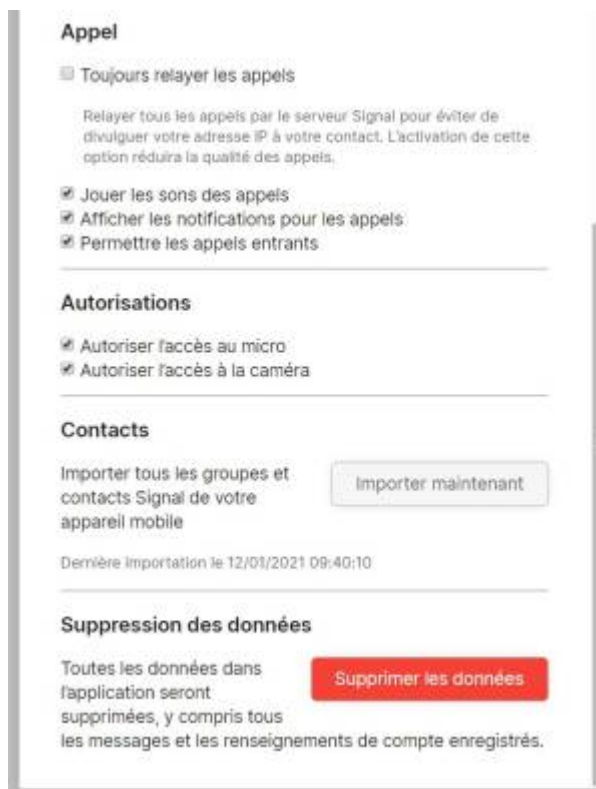 Appel
Toujours relayer les appels
Relayer tous les appels par le serveur Signal pour éviter de
divulguer votre adresse IP à votre contact. L'activation de cette
option réduira la qualité des appels.
Jouer les sons des appels
Afficher les notifications pour les appels
Permettre les appels entrants
Autorisations
Autoriser l'accès au micro
Autoriser l'accès à la caméra
Contacts
Importer tous les groupes et
contacts Signal de votre
appareil mobile
Importer maintenant
Dernière importation le 12/01/2021 09:40:10
Suppression des données
Toutes les données dans
l'application seront
supprimées, y compris tous
les messages et les renseignements de compte enregistrés.
Supprimer les données